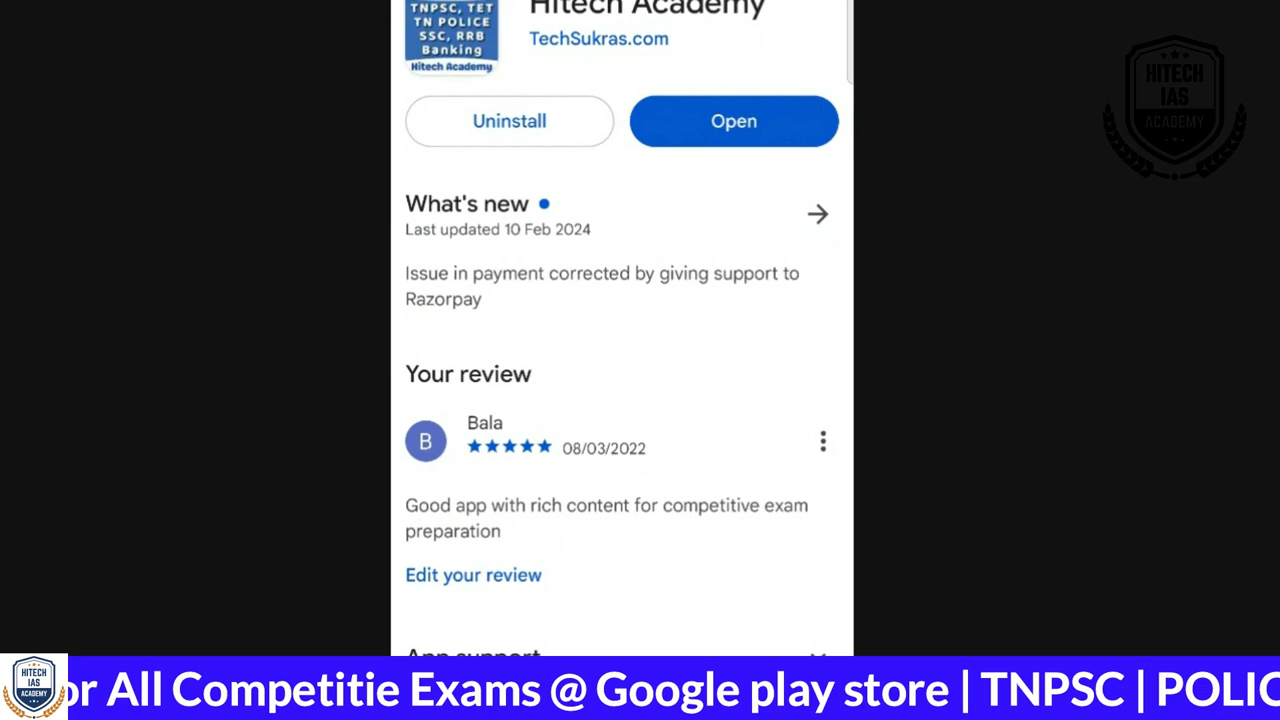 TNPSC, TET
TN POLICE
SSC, RRB
Banking
Hitech Academy
Hitech Academy
TechSukras.com
Uninstall
Open
What's new
Last updated 10 Feb 2024
Issue in payment corrected by giving support to
Razorpay
Your review
B
Bala
08/03/2022
Good app with rich content for competitive exam
preparation
Edit your review
App support
HITECH
IAS
ACADEMY
HITECH
IAS
ACADEMY
or All Competitie Exams @ Google play store | TNPSC | POLIC